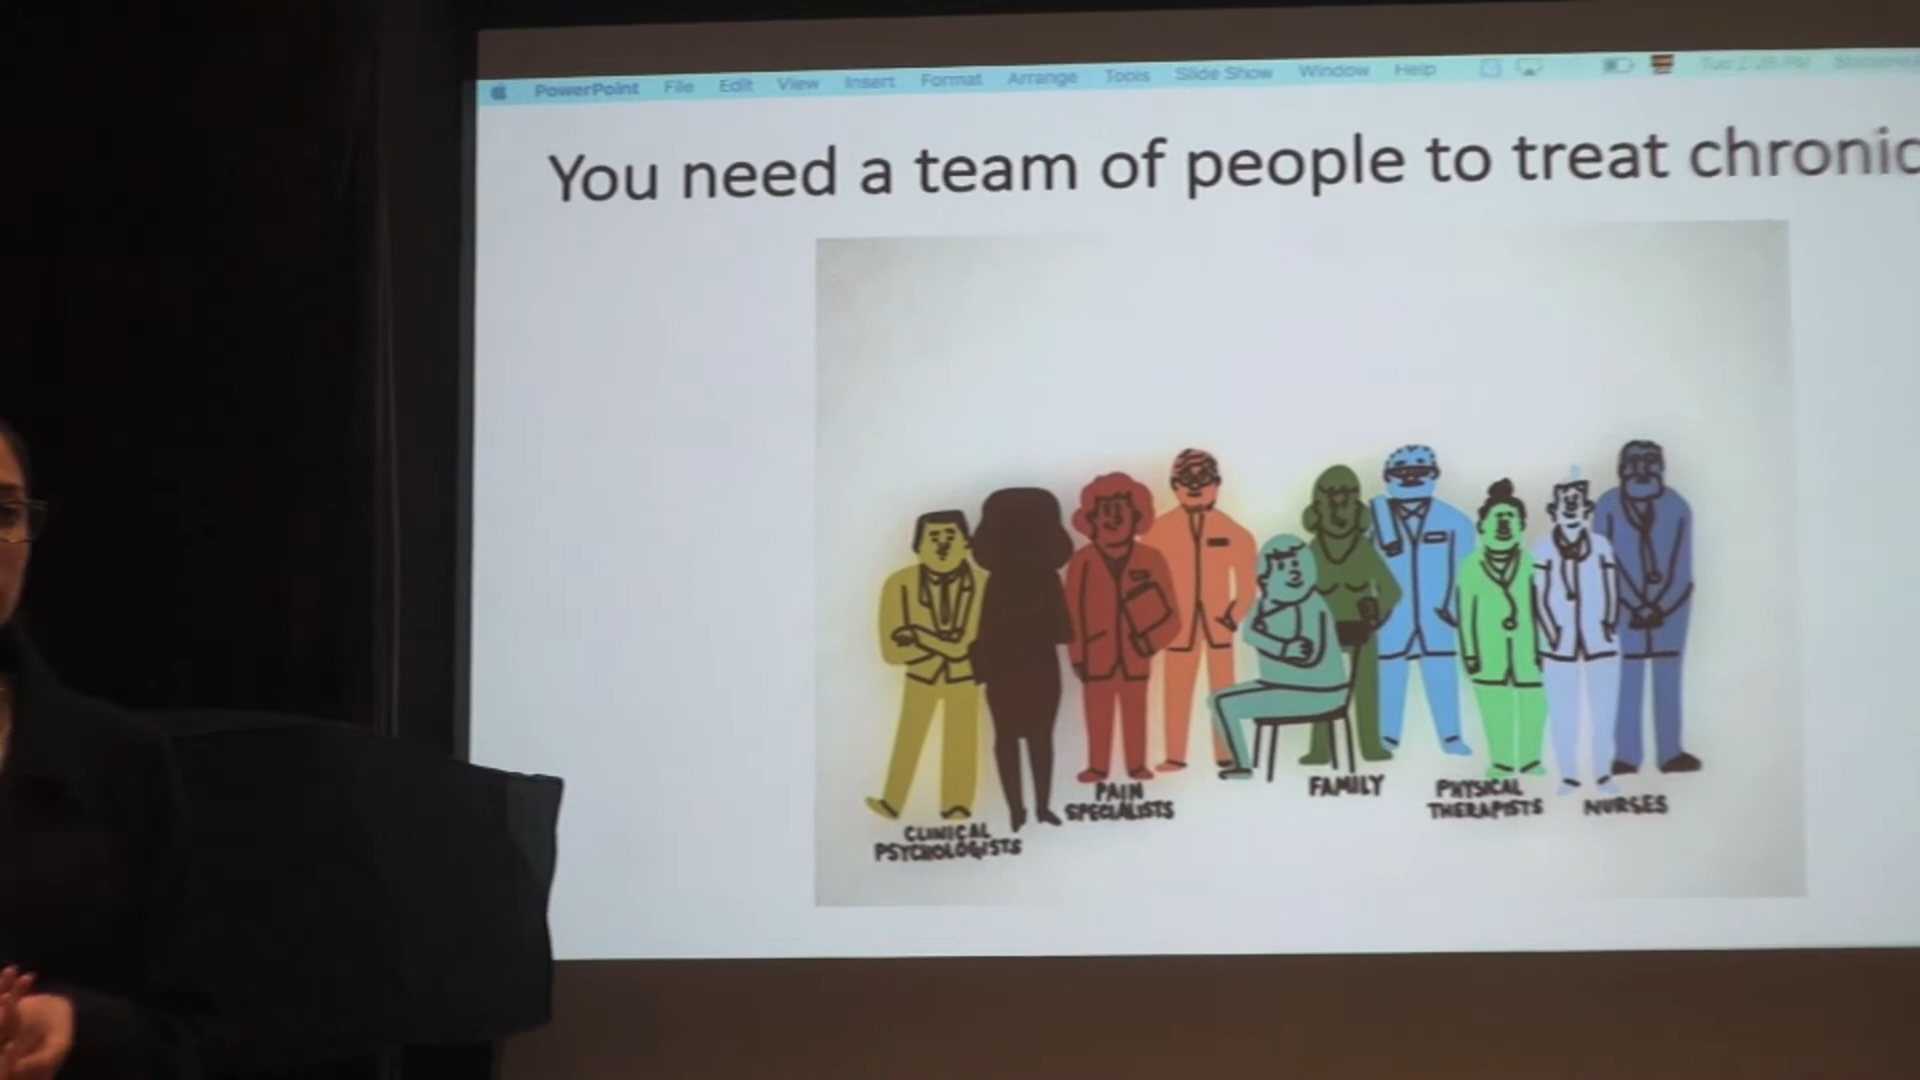 PowerPoint File Edit View Insert Format Arrange Tools Slide Show Window Help
You need a team of people to treat chronic
PAIN
SPECIALISTS
FAMILY
PHYSICAL
THERAPISTS
NURSES
CLINICAL
PSYCHOLOGISTS